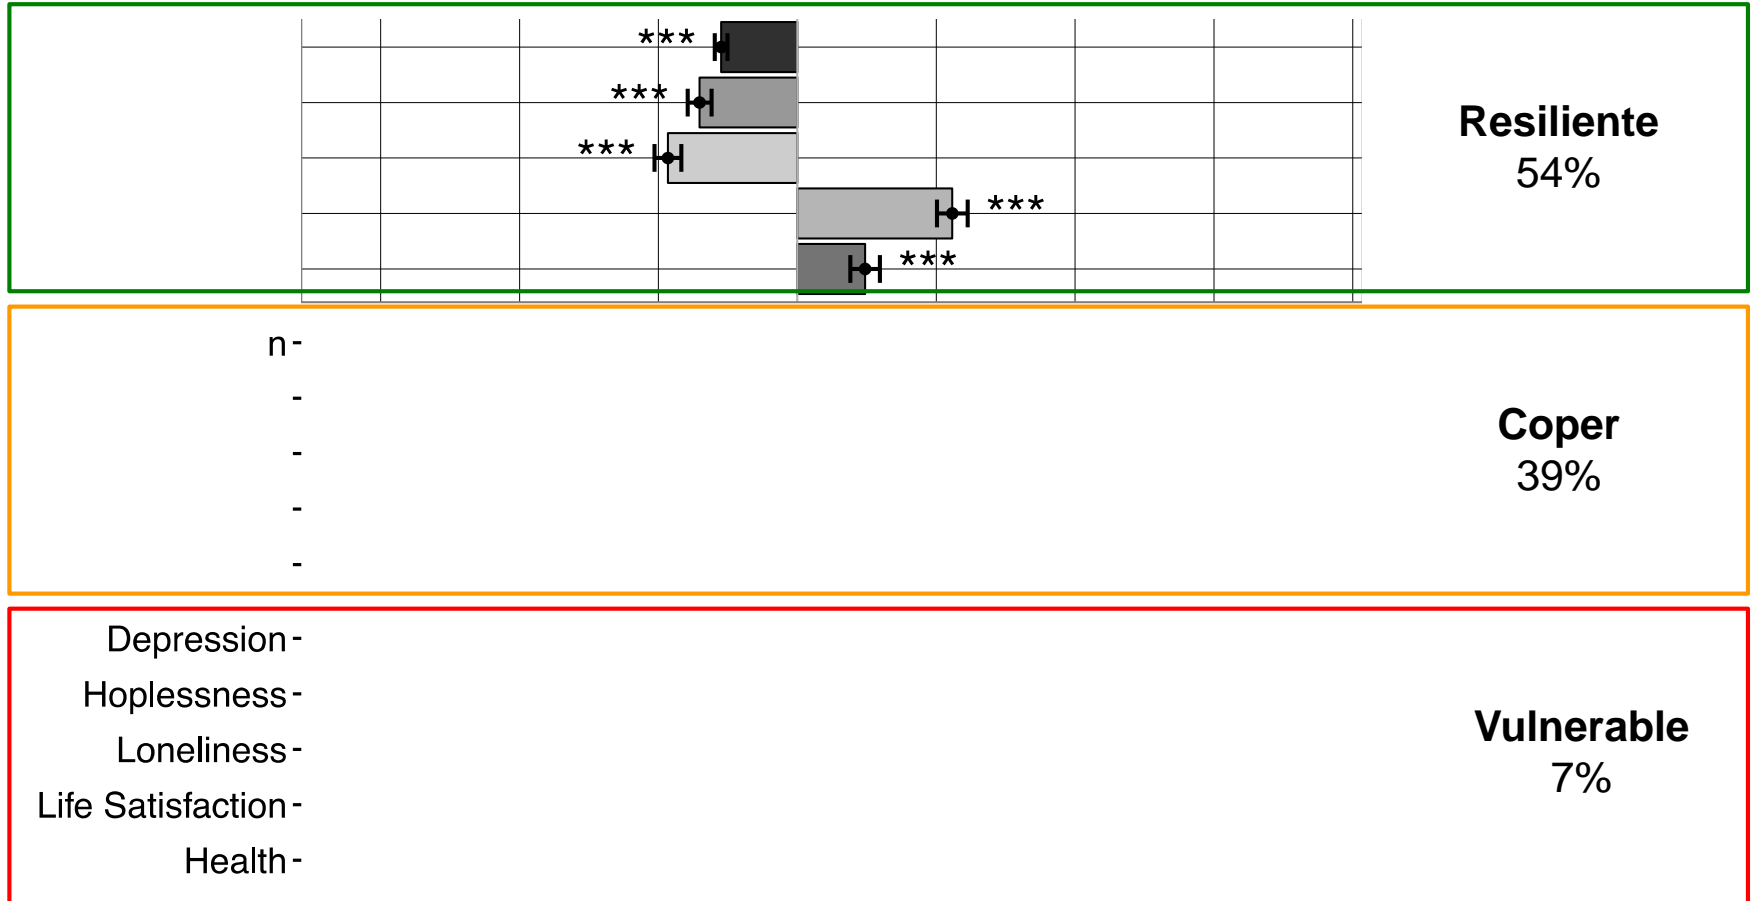 ***
***
***
***
***
Resiliente
54%
n
Coper
39%
Depression
Hoplessness
Loneliness
Life Satisfaction
Health
Vulnerable
7%